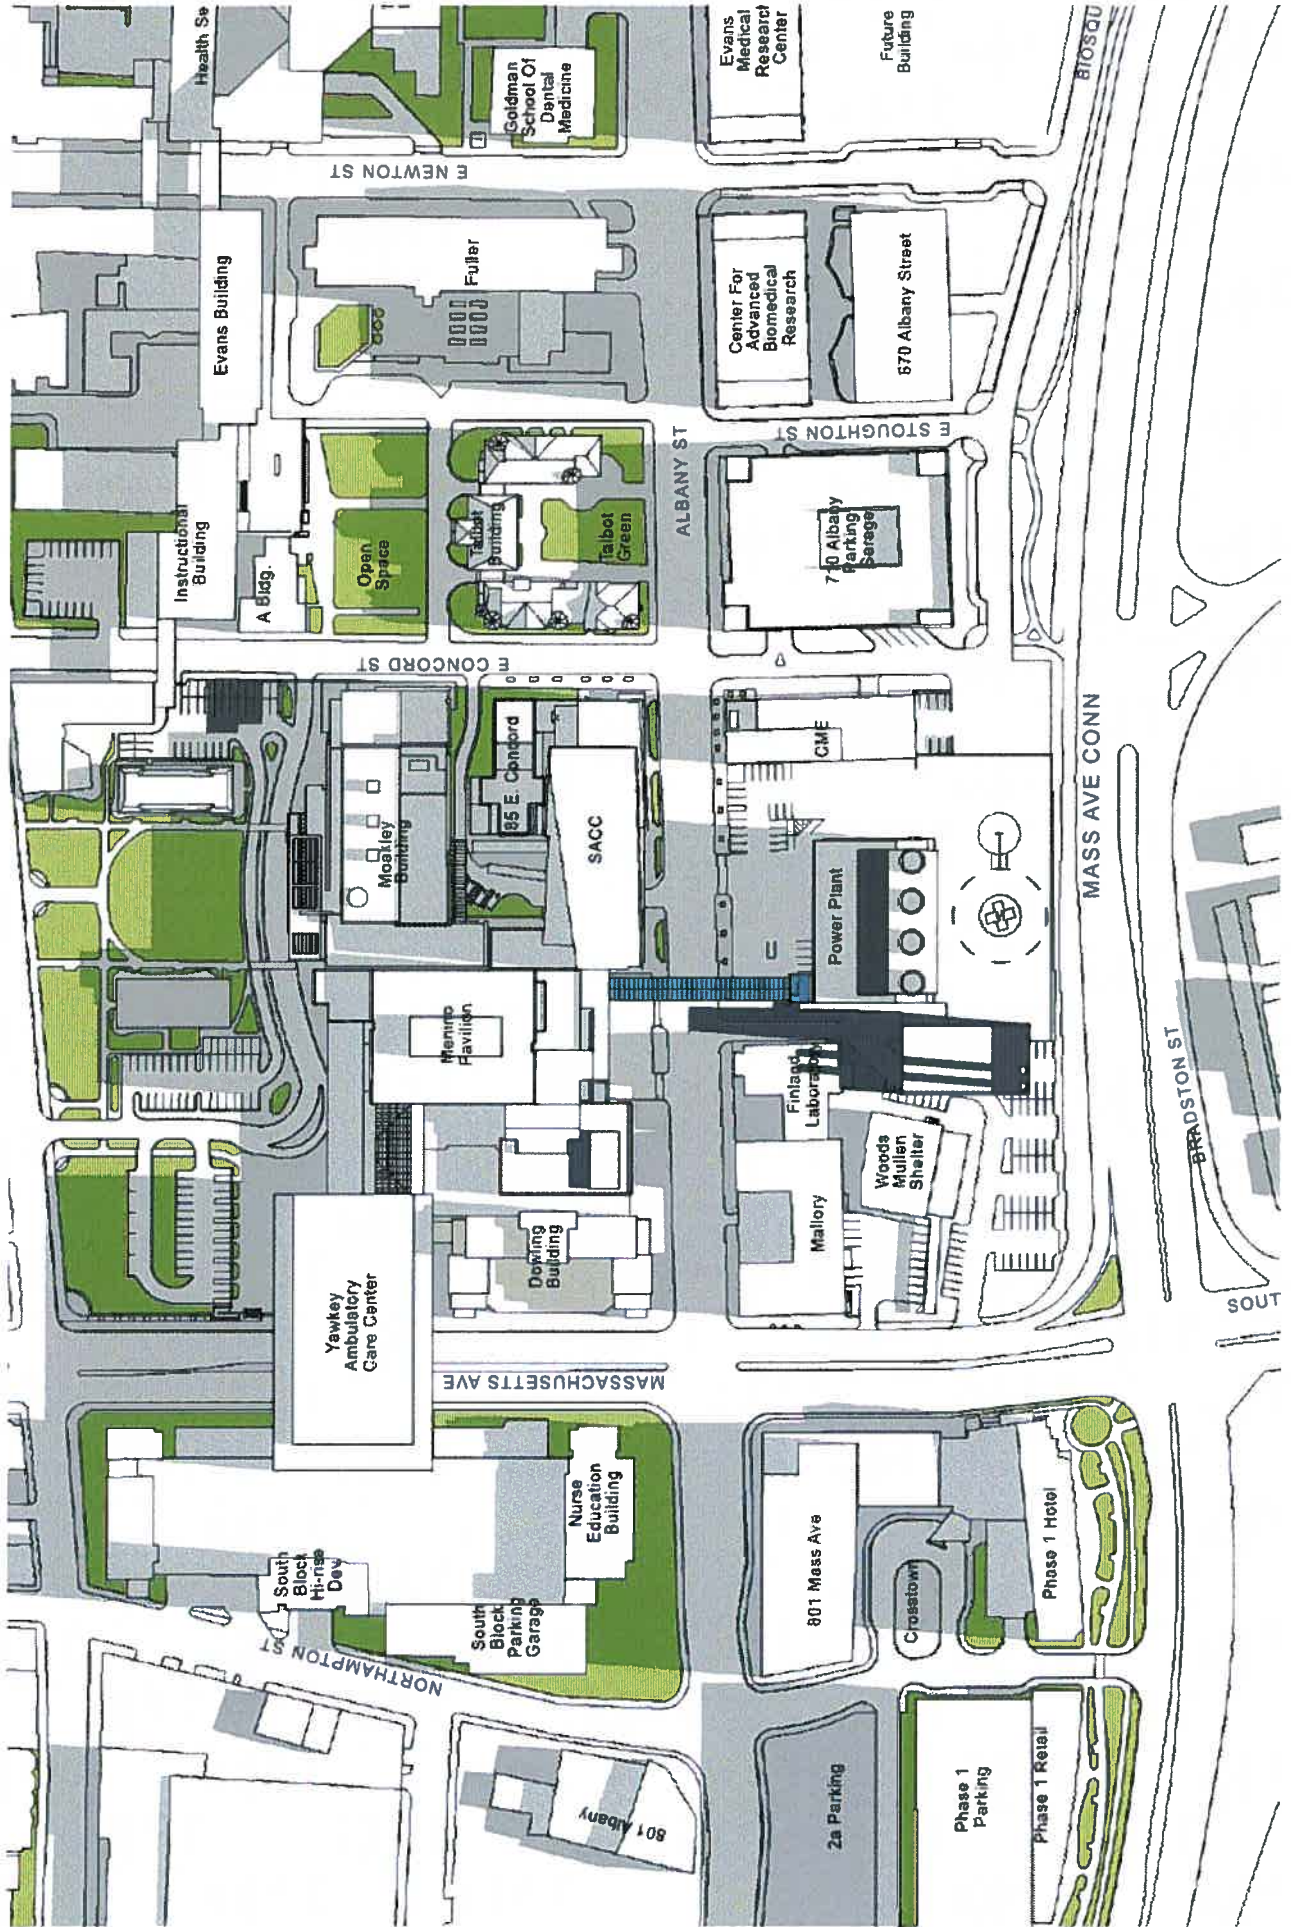 Health Se
Goldman
School Of
Dental
Medicine
Evans
Medical
Research
Center
Future
Building
BIOSQU
E NEWTON ST
Evans Building
Fuller
Center For
Advanced
Biomedical
Research
670 Albany Street
E STOUGHTON ST
ALBANY ST
Instructional
Building
A Bldg.
Open
Space
Talbot
Building
Talbot
Green
710 Albany
Parking
Garage
E CONCORD ST
Moakley
Building
85 E. Concord
SACC
CME
Power Plant
MASS AVE CONN
Menino
Pavilion
Finland
Laboratory
Woods
Mullen
Shelter
BRADSTON ST
Yawkey
Ambulatory
Care Center
Dowling
Building
Mallory
SOUT
MASSACHUSETTS AVE
South
Block
Hi-rise
Dev
Nurse
Education
Building
South
Block
Parking
Garage
NORTHAMPTON ST
801 Mass Ave
Crosstown
Phase 1 Hotel
801 Albany
2a Parking
Phase 1
Parking
Phase 1 Retail